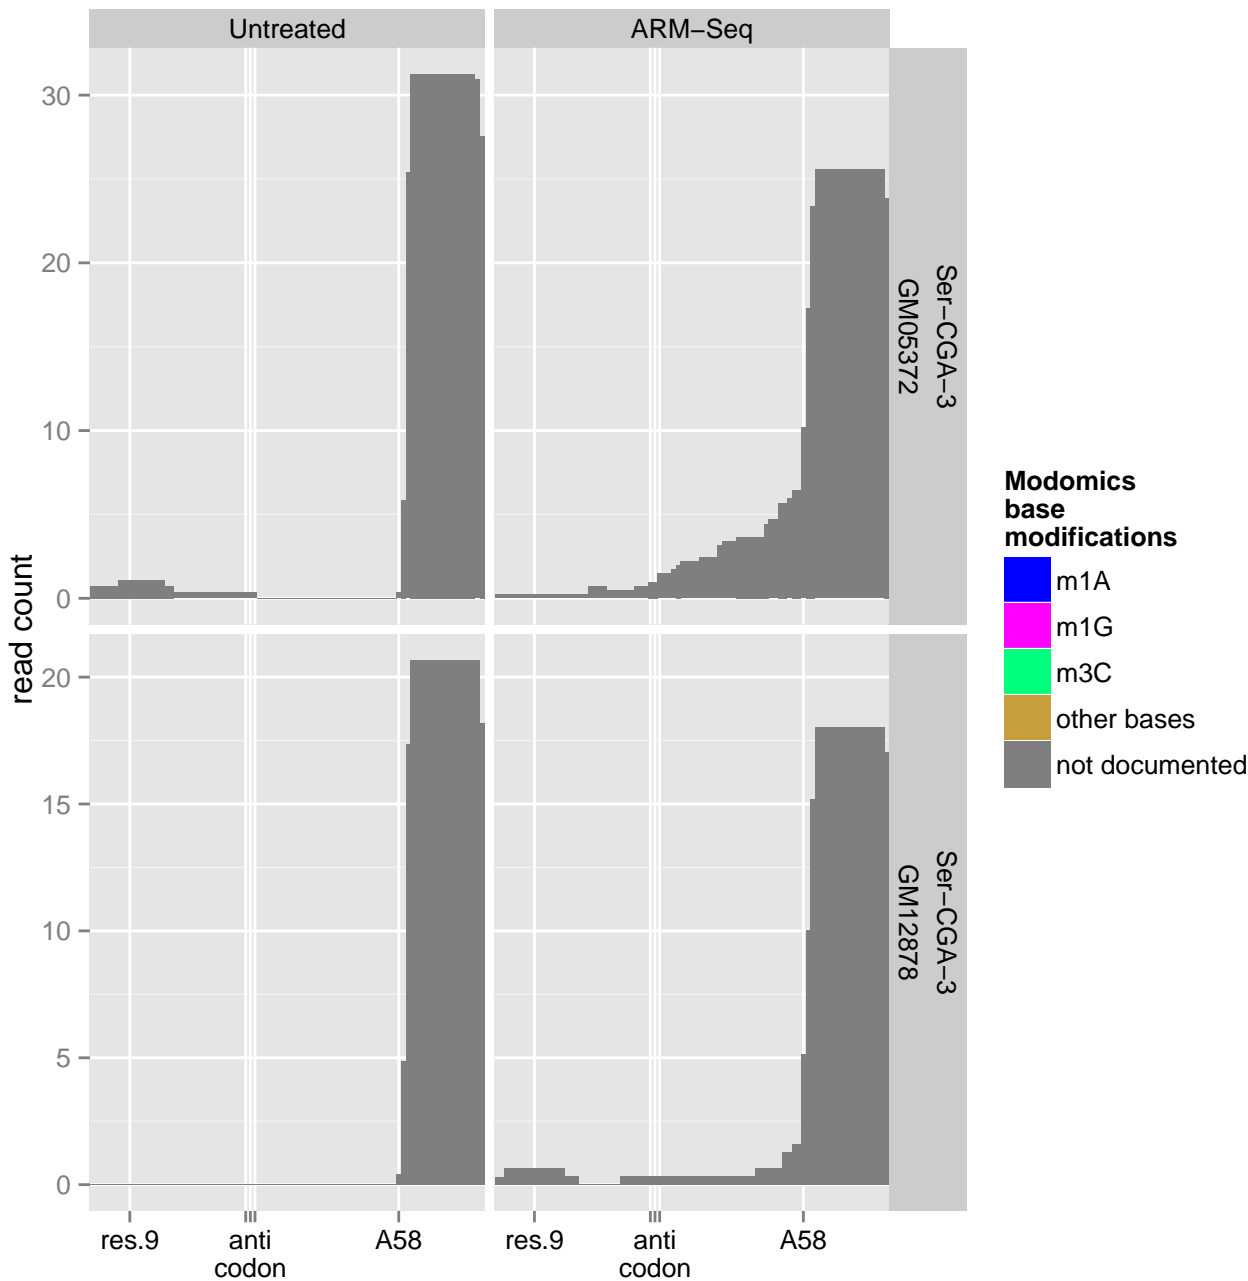 Untreated
ARM−Seq
30
20
10
0
Ser−CGA−3
GM05372
read count
20
15
10
5
0
Ser−CGA−3
GM12878
res.9
anti
codon
A58
res.9
anti
codon
A58
Modomics
base
modifications
m1A
m1G
m3C
other bases
not documented